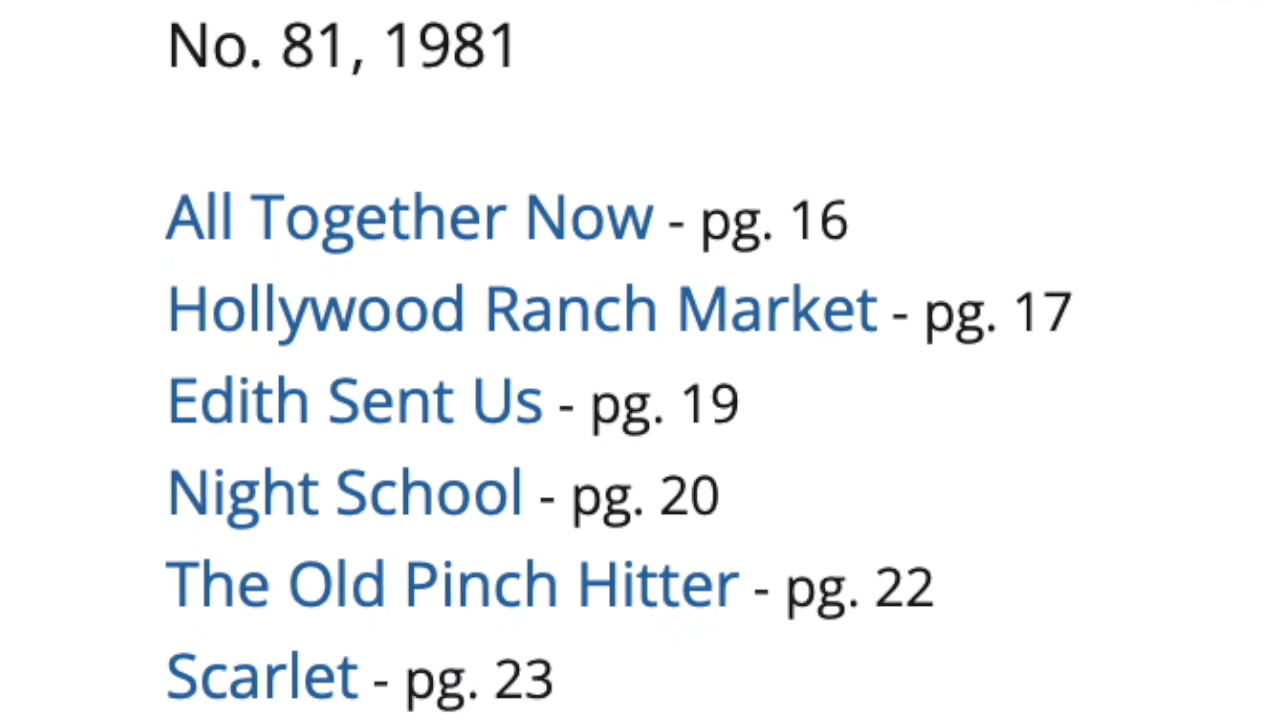 No. 81, 1981
All Together Now - pg. 16
Hollywood Ranch Market - pg. 17
Edith Sent Us - pg. 19
Night School - pg. 20
The Old Pinch Hitter - pg. 22
Scarlet - pg. 23